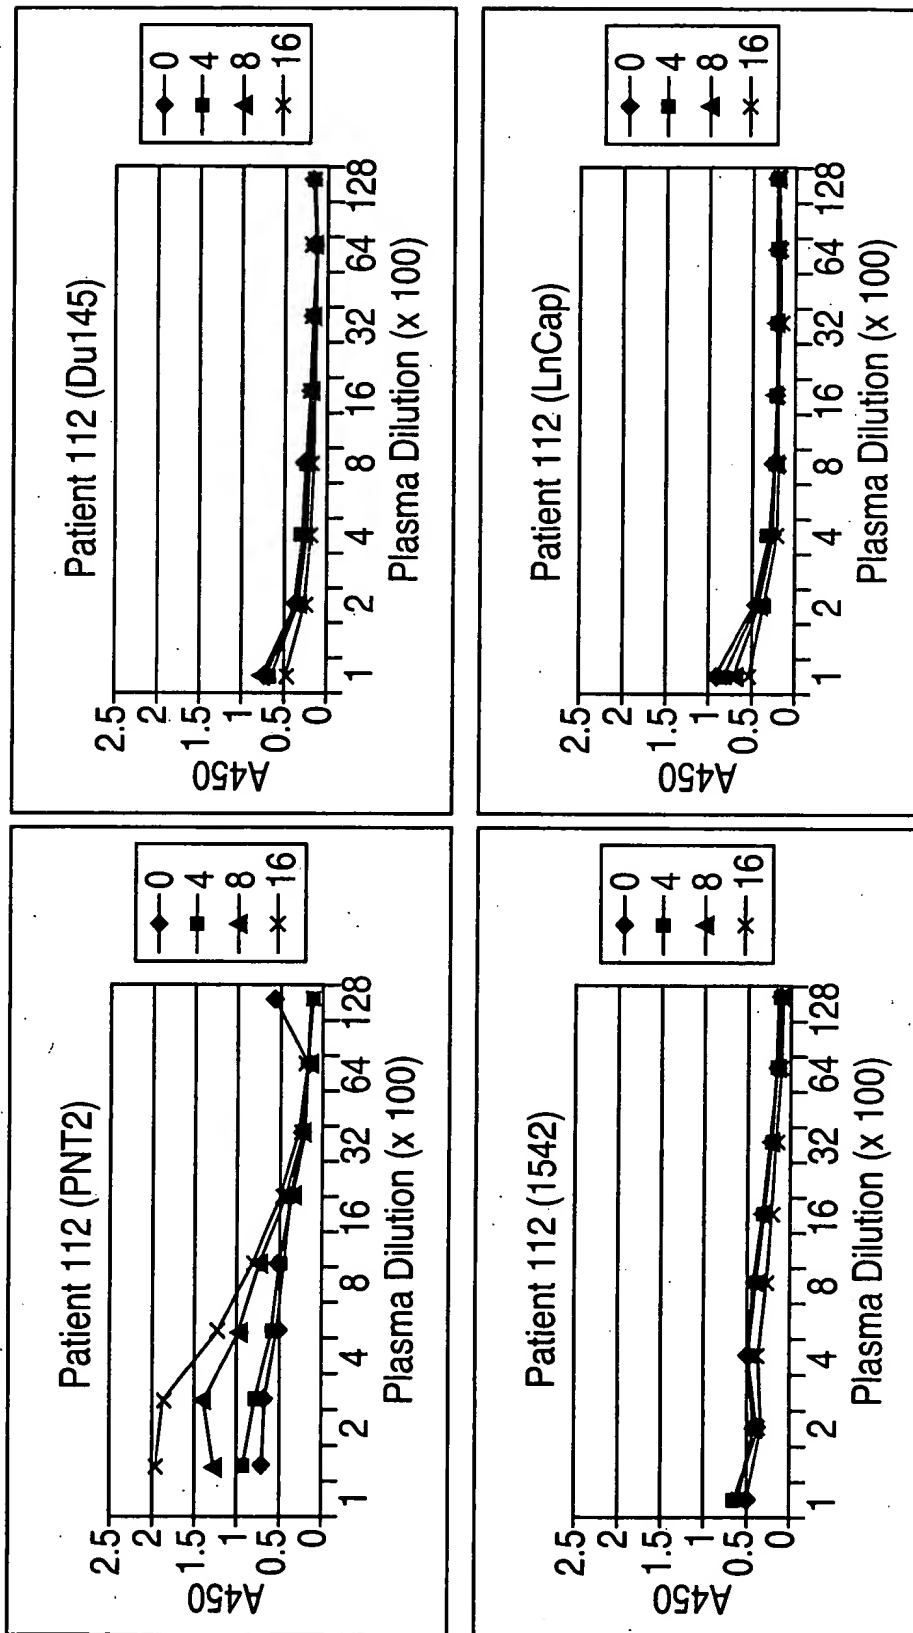 Patient 112 (PNT2)
A450
2.5
2
1.5
1
0.5
0
1 2 4 8 16 32 64 128
Plasma Dilution (x 100)
0
4
8
16
Patient 112 (Du145)
A450
2.5
2
1.5
1
0.5
0
1 2 4 8 16 32 64 128
Plasma Dilution (x 100)
0
4
8
16
Patient 112 (1542)
A450
2.5
2
1.5
1
0.5
0
1 2 4 8 16 32 64 128
Plasma Dilution (x 100)
0
4
8
16
Patient 112 (LnCap)
A450
2.5
2
1.5
1
0.5
0
1 2 4 8 16 32 64 128
Plasma Dilution (x 100)
0
4
8
16